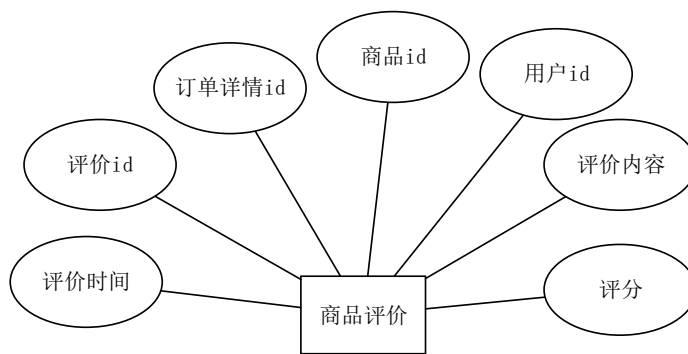 商品id
用户id
订单详情id
评价id
评价内容
评价时间
评分
商品评价